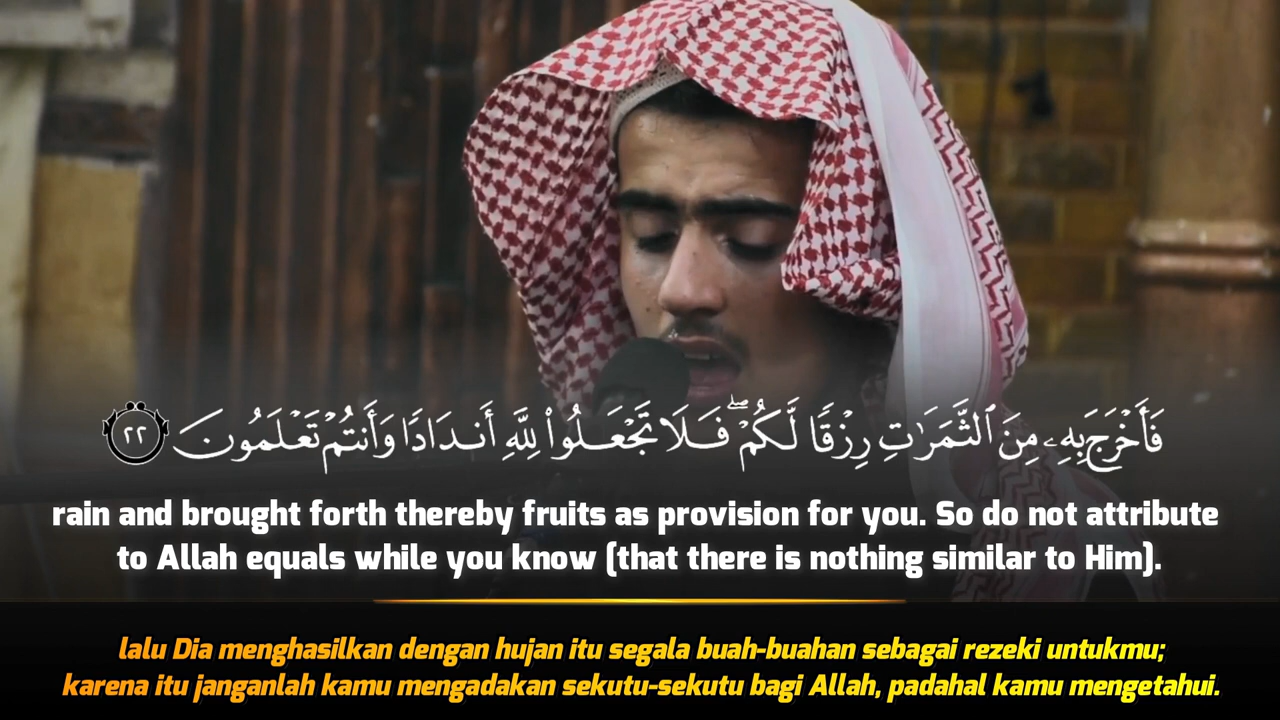 فَأَخْرَجَ بِهِۦ مِنَ ٱلثَّمَرَٰتِ رِزْقًا لَّكُمْ ۖ فَلَا تَجْعَلُوا۟ لِلَّهِ أَندَادًا وَأَنتُمْ تَعْلَمُونَ ٢٢
rain and brought forth thereby fruits as provision for you. So do not attribute
to Allah equals while you know (that there is nothing similar to Him).
lalu Dia menghasilkan dengan hujan itu segala buah-buahan sebagai rezeki untukmu;
karena itu janganlah kamu mengadakan sekutu-sekutu bagi Allah, padahal kamu mengetahui.